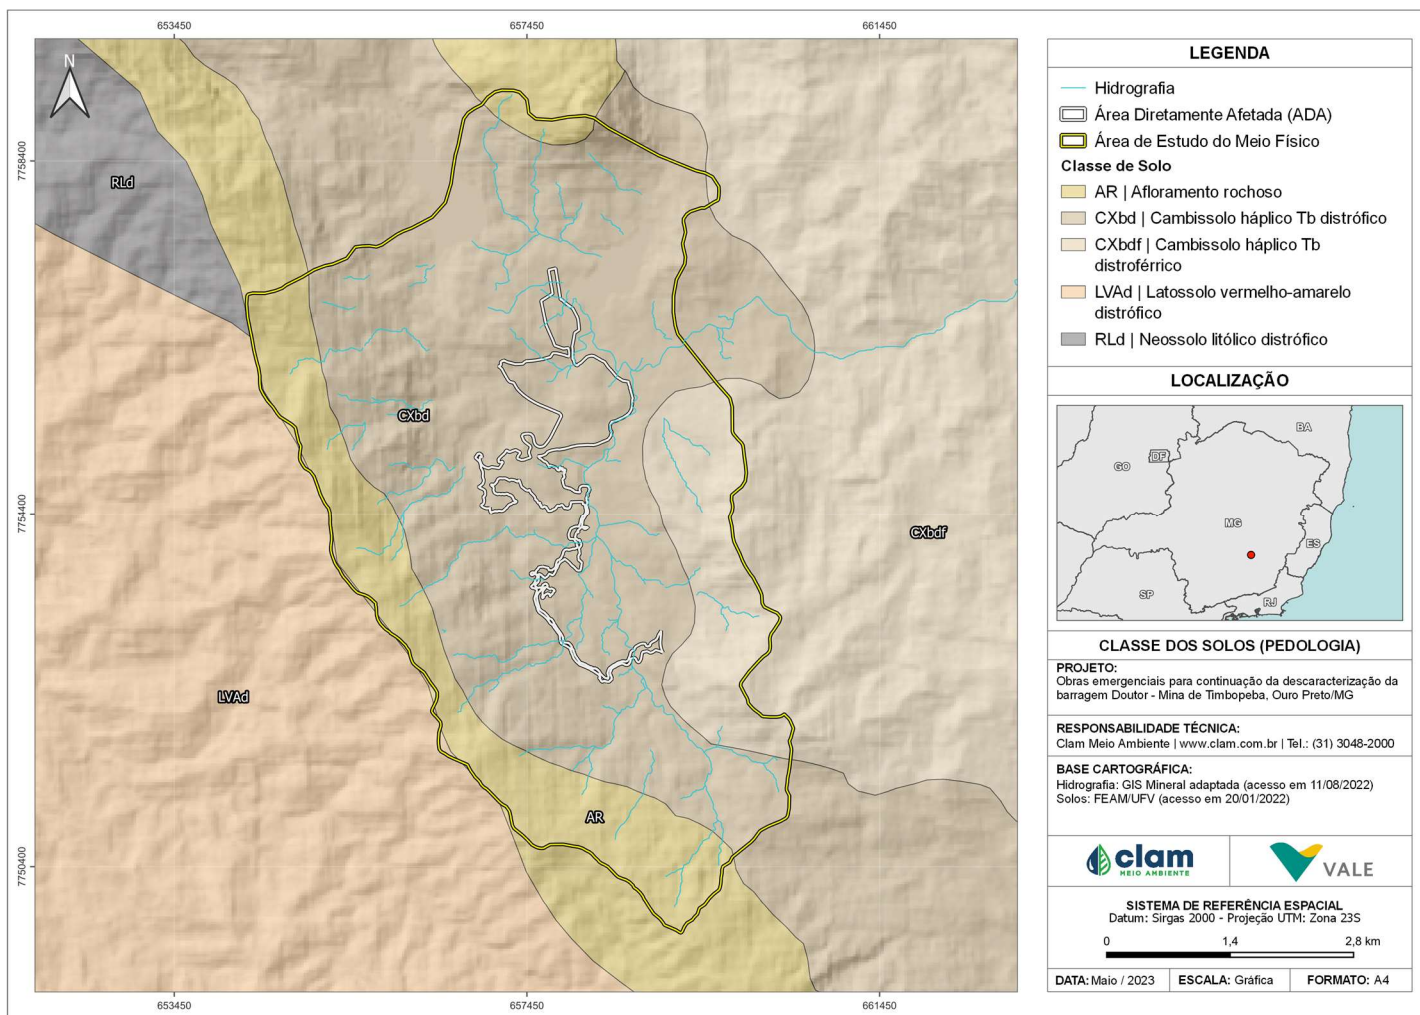 653450
657450
661450
N
7758400
7754400
7750400
RLd
CXbd
CXbdf
LVAd
AR
653450
657450
661450
LEGENDA
Hidrografia
Área Diretamente Afetada (ADA)
Área de Estudo do Meio Físico
Classe de Solo
AR | Afloramento rochoso
CXbd | Cambissolo háplico Tb distrófico
CXbdf | Cambissolo háplico Tb
distroférrico
LVAd | Latossolo vermelho-amarelo
distrófico
RLd | Neossolo litólico distrófico
LOCALIZAÇÃO
BA
GO
DF
MG
ES
SP
RJ
CLASSE DOS SOLOS (PEDOLOGIA)
PROJETO:
Obras emergenciais para continuação da descaracterização da
barragem Doutor - Mina de Timbopeba, Ouro Preto/MG
RESPONSABILIDADE TÉCNICA:
Clam Meio Ambiente | www.clam.com.br | Tel.: (31) 3048-2000
BASE CARTOGRÁFICA:
Hidrografia: GIS Mineral adaptada (acesso em 11/08/2022)
Solos: FEAM/UFV (acesso em 20/01/2022)
clam
MEIO AMBIENTE
VALE
SISTEMA DE REFERÊNCIA ESPACIAL
Datum: Sirgas 2000 - Projeção UTM: Zona 23S
0 1,4 2,8 km
DATA: Maio / 2023 ESCALA: Gráfica FORMATO: A4